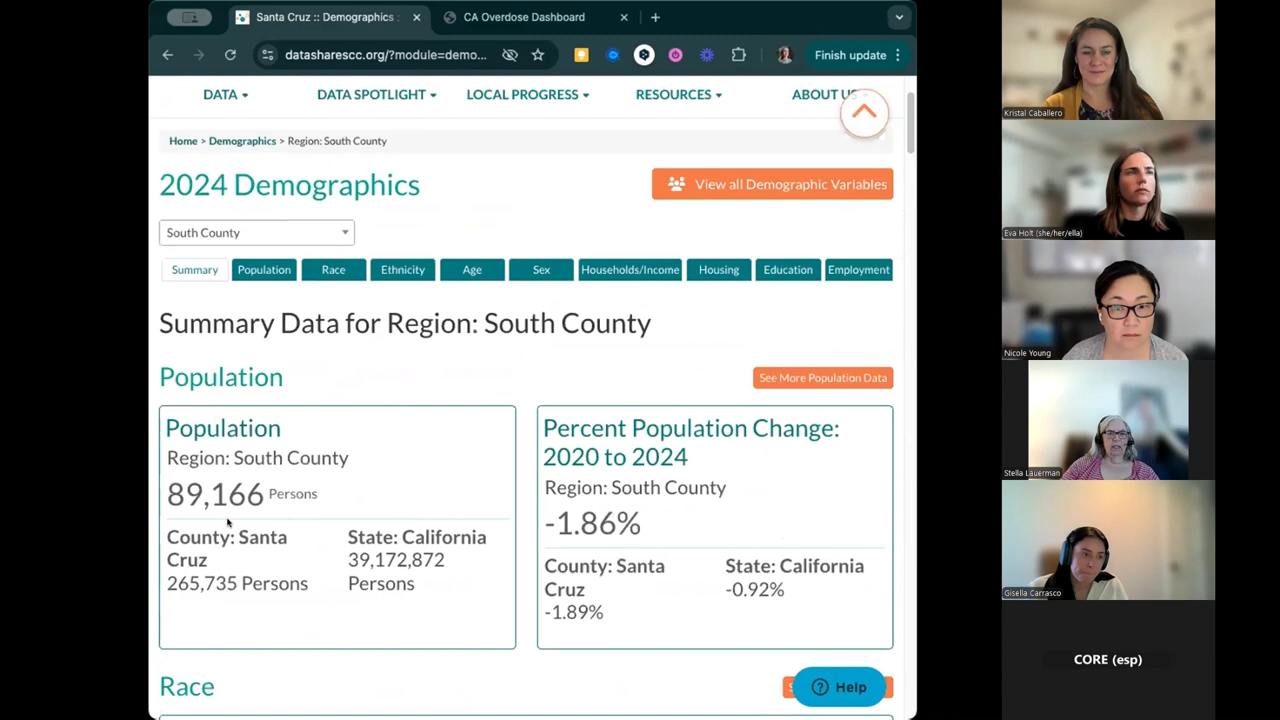 Santa Cruz :: Demographics :
CA Overdose Dashboard
datasharescc.org/?module=demo...
Finish update
DATA
DATA SPOTLIGHT
LOCAL PROGRESS
RESOURCES
ABOUT US
Home > Demographics > Region: South County
2024 Demographics
View all Demographic Variables
South County
Summary
Population
Race
Ethnicity
Age
Sex
Households/Income
Housing
Education
Employment
Summary Data for Region: South County
Population
See More Population Data
Population
Region: South County
89,166 Persons
County: Santa
Cruz
265,735 Persons
State: California
39,172,872
Persons
Percent Population Change:
2020 to 2024
Region: South County
-1.86%
County: Santa
Cruz
-1.89%
State: California
-0.92%
Race
Help
Kristal Caballero
Eva Holt (she/her/ella)
Nicole Young
Stella Lauerman
Gisella Carrasco
CORE (esp)